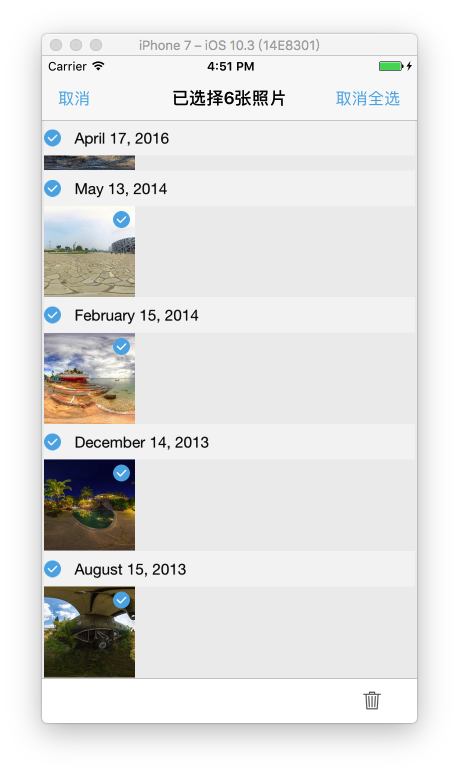 iPhone 7 – iOS 10.3 (14E8301)
Carrier 4:51 PM
取消 已选择6张照片 取消全选
April 17, 2016
May 13, 2014
February 15, 2014
December 14, 2013
August 15, 2013